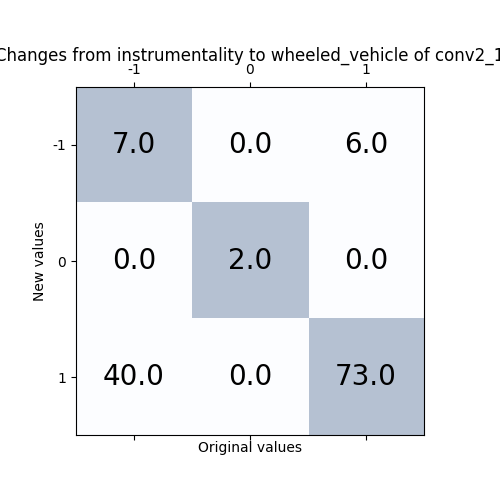 Changes from instrumentality to wheeled_vehicle of conv2_1
-1 0 1
-1 7.0 0.0 6.0
0 0.0 2.0 0.0
1 40.0 0.0 73.0
New values
Original values